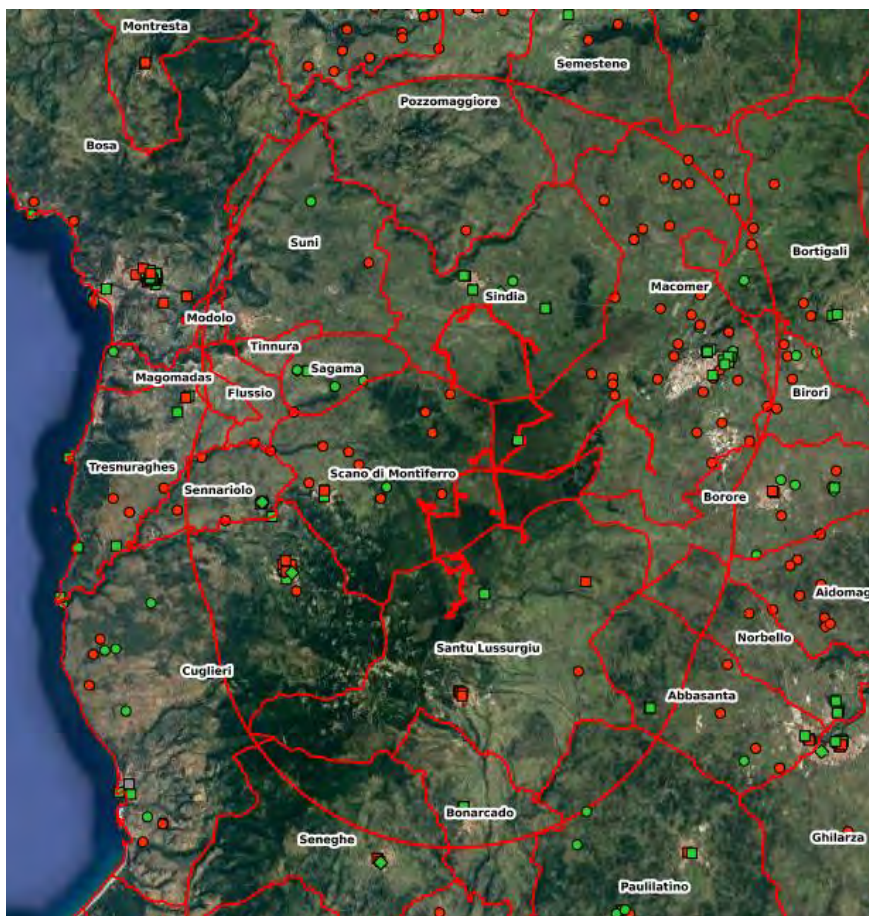 Montresta
Semestene
Pozzomaggiore
Bosa
Suni
Bortigali
Macomer
Sindia
Modolo
Tinnura
Sagama
Magomadas
Flussio
Birori
Tresnuraghes
Scano di Montiferro
Sennariolo
Borore
Aidomag
Norbello
Santu Lussurgiu
Cuglieri
Abbasanta
Bonarcado
Seneghe
Ghilarza
Paulilatino